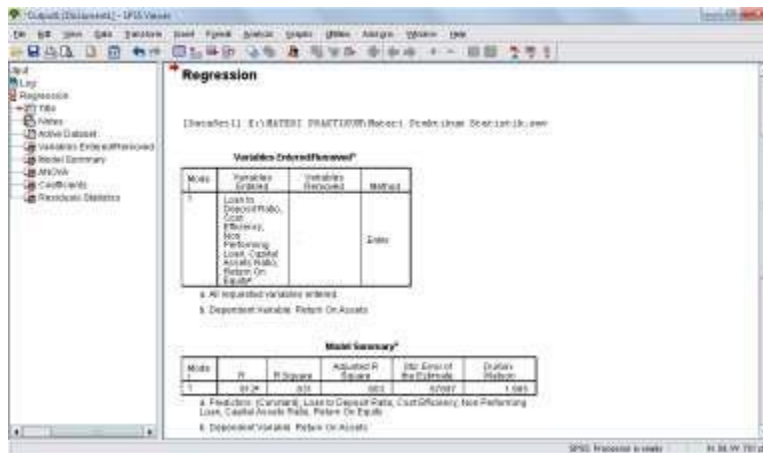 *Output1 [Document1] - SPSS Viewer
File Edit View Data Transform Insert Format Analyze Graphs Utilities Window Help
Output
Log
Regression
Title
Notes
Active Dataset
Variables Entered/Removed
Model Summary
ANOVA
Coefficients
Residuals Statistics
Regression
[DataSet1] E:\MATERI PRAKTIKUM\Materi Praktikum Statistik.sav
Variables Entered/Removed b
Model
Variables Entered
Variables Removed
Method
1
Loan to Deposit Ratio, Cost Efficiency, Non Performing Loan, Capital Assets Ratio, Return On Equity a
Enter
a. All requested variables entered.
b. Dependent Variable: Return On Assets
Model Summary b
Model
R
R Square
Adjusted R Square
Std. Error of the Estimate
Durbin-Watson
1
a. Predictors: (Constant), Loan to Deposit Ratio, Cost Efficiency, Non Performing
Loan, Capital Assets Ratio, Return On Equity
b. Dependent Variable: Return On Assets
SPSS Processor is ready